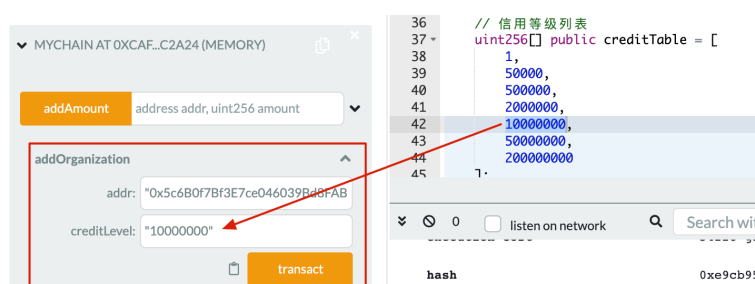 MYCHAIN AT 0XCAF...C2A24 (MEMORY)
addAmount
address addr, uint256 amount
addOrganization
addr:
"0x5c6B0f7Bf3E7ce046039Bd8FAB
creditLevel:
"10000000"
transact
36 // 信用等级列表
37 uint256[] public creditTable = [
38 1,
39 50000,
40 500000,
41 2000000,
42 10000000,
43 50000000,
44 200000000
45 ];
0
listen on network
Search wit
hash
0xe9cb95